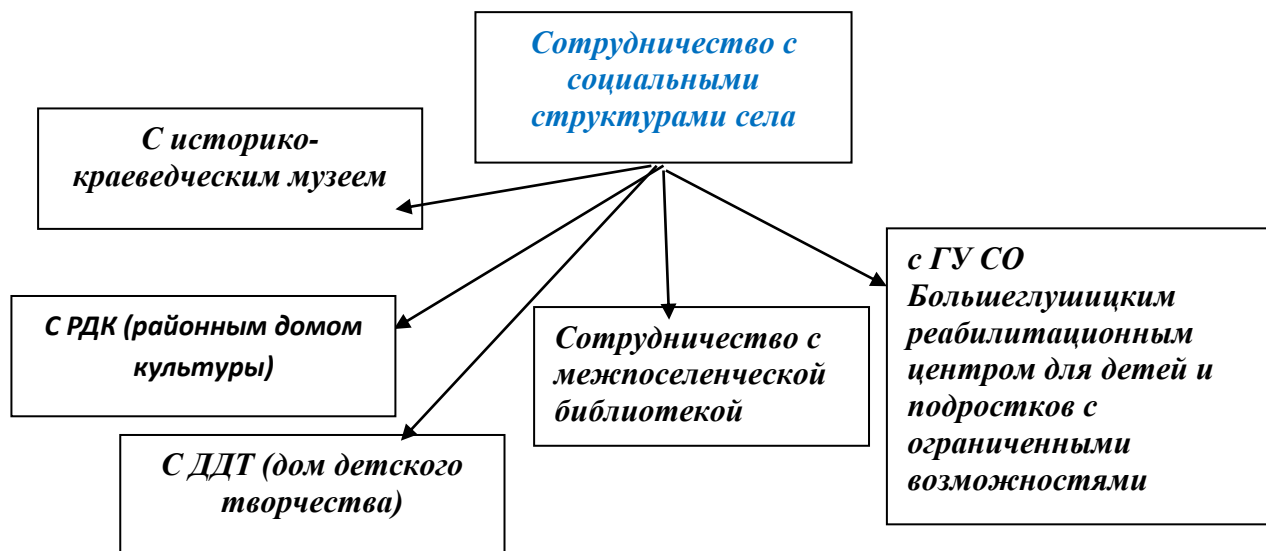 Сотрудничество с
социальными
структурами села
С историко-
краеведческим музеем
С РДК (районным домом
культуры)
С ДДТ (дом детского
творчества)
Сотрудничество с
межпоселенческой
библиотекой
с ГУ СО
Большеглушицким
реабилитационным
центром для детей и
подростков с
ограниченными
возможностями